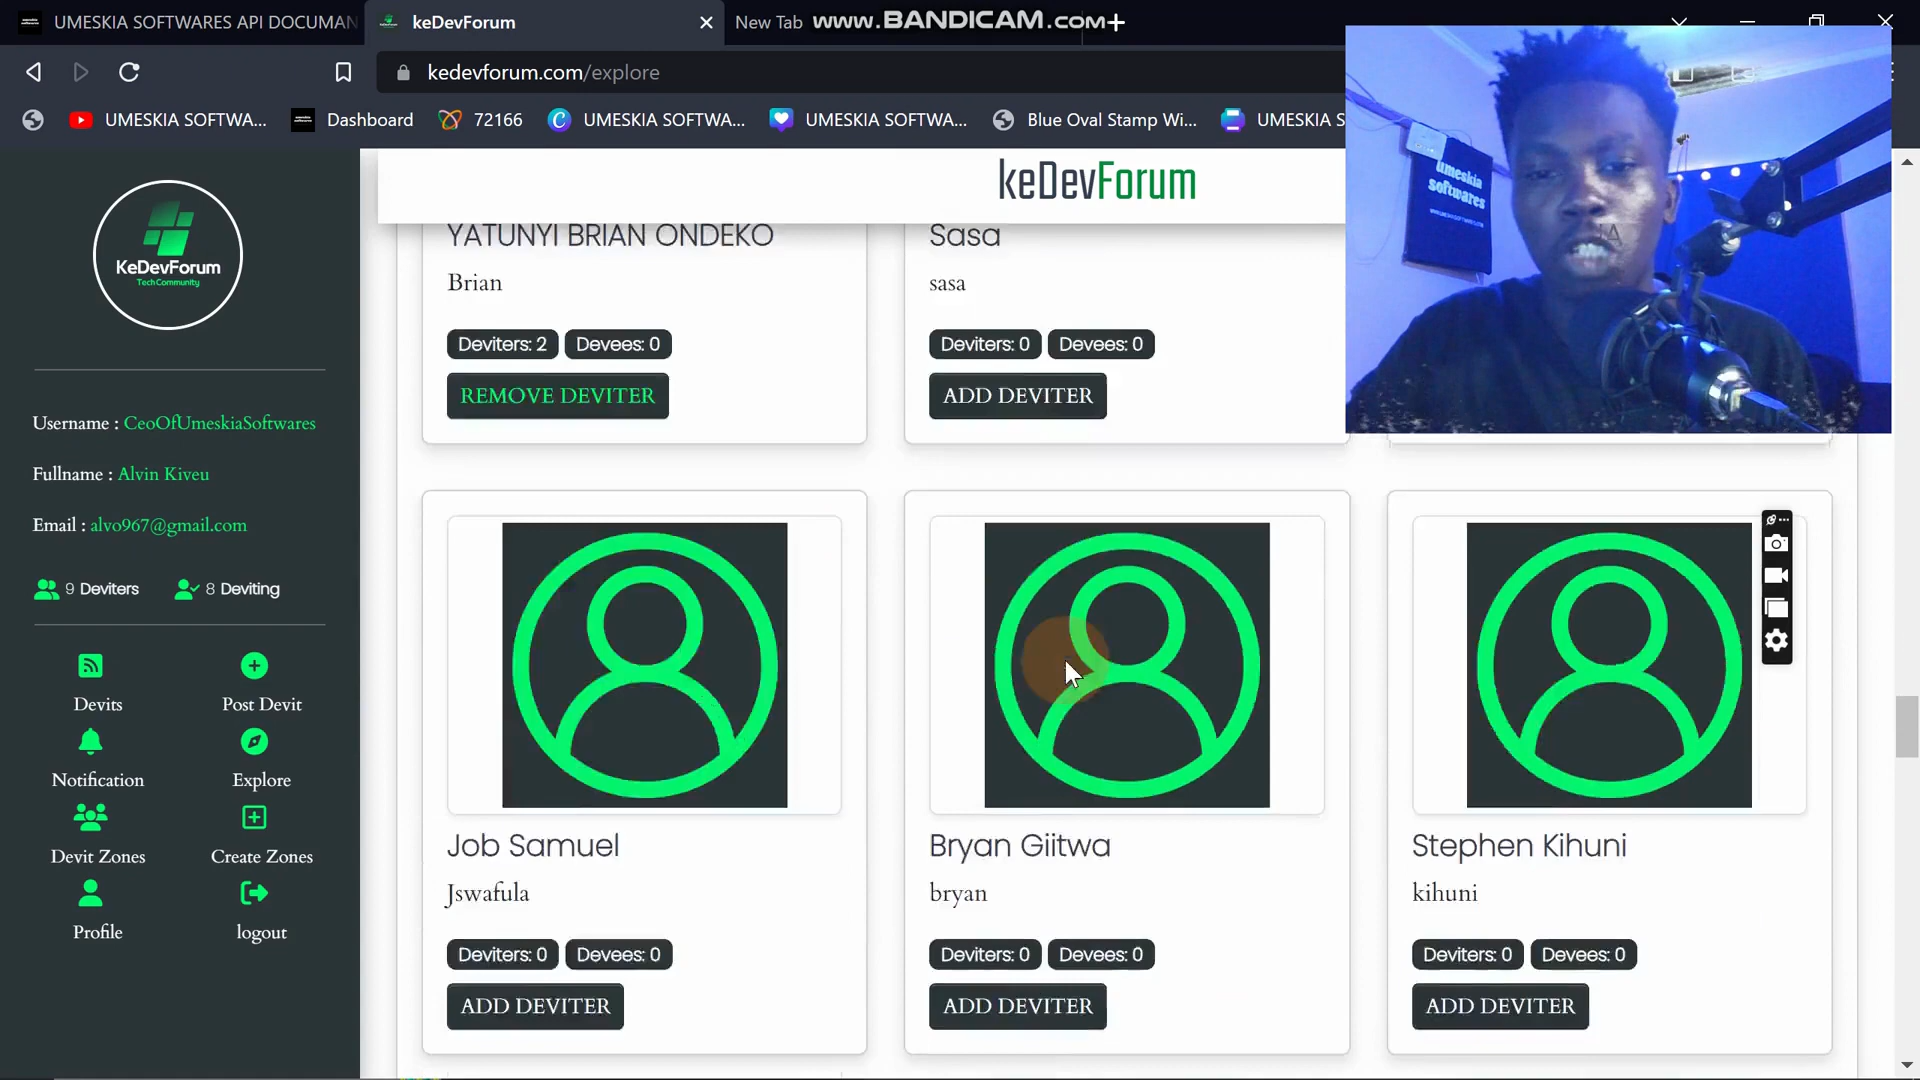 UMESKIA SOFTWARES API DOCUMAN
keDevForum
New Tab
www.BANDICAM.com
kedevforum.com/explore
UMESKIA SOFTWA...
Dashboard
72166
UMESKIA SOFTWA...
UMESKIA SOFTWA...
Blue Oval Stamp Wi...
UMESKIA S
umeskia
softwares
keDevForum
KeDevForum
Tech Community
Username : CeoOfUmeskiaSoftwares
Fullname : Alvin Kiveu
Email : alvo967@gmail.com
9 Deviters
8 Deviting
Devits
Post Devit
Notification
Explore
Devit Zones
Create Zones
Profile
logout
YATUNYI BRIAN ONDEKO
Brian
Deviters: 2
Devees: 0
REMOVE DEVITER
Sasa
sasa
Deviters: 0
Devees: 0
ADD DEVITER
Job Samuel
Jswafula
Deviters: 0
Devees: 0
ADD DEVITER
Bryan Giitwa
bryan
Deviters: 0
Devees: 0
ADD DEVITER
Stephen Kihuni
kihuni
Deviters: 0
Devees: 0
ADD DEVITER